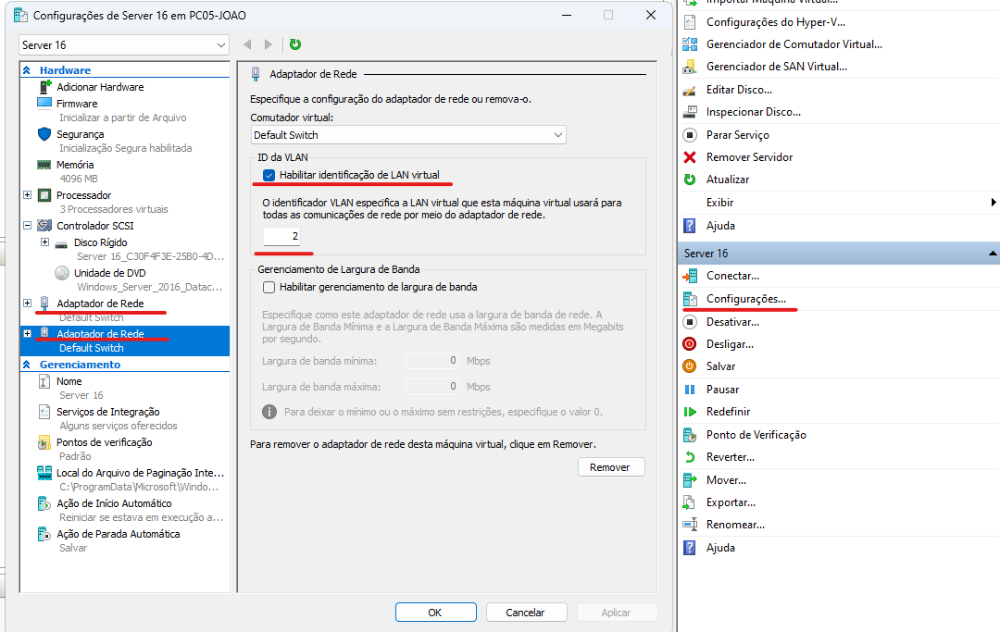 Configurações de Server 16 em PC05-JOAO
Server 16
Hardware
Adicionar Hardware
Firmware
Inicializar a partir de Arquivo
Segurança
Inicialização Segura habilitada
Memória
4096 MB
Processador
3 Processadores virtuais
Controlador SCSI
Disco Rígido
Server 16_C30F4F3E-25B0-4D...
Unidade de DVD
Windows_Server_2016_Datac...
Adaptador de Rede
Default Switch
Adaptador de Rede
Default Switch
Gerenciamento
Nome
Server 16
Serviços de Integração
Alguns serviços oferecidos
Pontos de verificação
Padrão
Local do Arquivo de Paginação Inte...
C:\ProgramData\Microsoft\Windo...
Ação de Início Automático
Reiniciar se estava em execução a...
Ação de Parada Automática
Salvar
Adaptador de Rede
Especifique a configuração do adaptador de rede ou remova-o.
Comutador virtual:
Default Switch
ID da VLAN
Habilitar identificação de LAN virtual
O identificador VLAN especifica a LAN virtual que esta máquina virtual usará para
todas as comunicações de rede por meio do adaptador de rede.
2
Gerenciamento de Largura de Banda
Habilitar gerenciamento de largura de banda
Especifique como este adaptador de rede usa a largura de banda de rede. A
Largura de Banda Mínima e a Largura de Banda Máxima são medidas em Megabits
por segundo.
Largura de banda mínima: 0 Mbps
Largura de banda máxima: 0 Mbps
Para deixar o mínimo ou o máximo sem restrições, especifique o valor 0.
Para remover o adaptador de rede desta máquina virtual, clique em Remover.
Remover
OK
Cancelar
Aplicar
Importar Máquina Virtual...
Configurações do Hyper-V...
Gerenciador de Comutador Virtual...
Gerenciador de SAN Virtual...
Editar Disco...
Inspecionar Disco...
Parar Serviço
Remover Servidor
Atualizar
Exibir
Ajuda
Server 16
Conectar...
Configurações...
Desativar...
Desligar...
Salvar
Pausar
Redefinir
Ponto de Verificação
Reverter...
Mover...
Exportar...
Renomear...
Ajuda